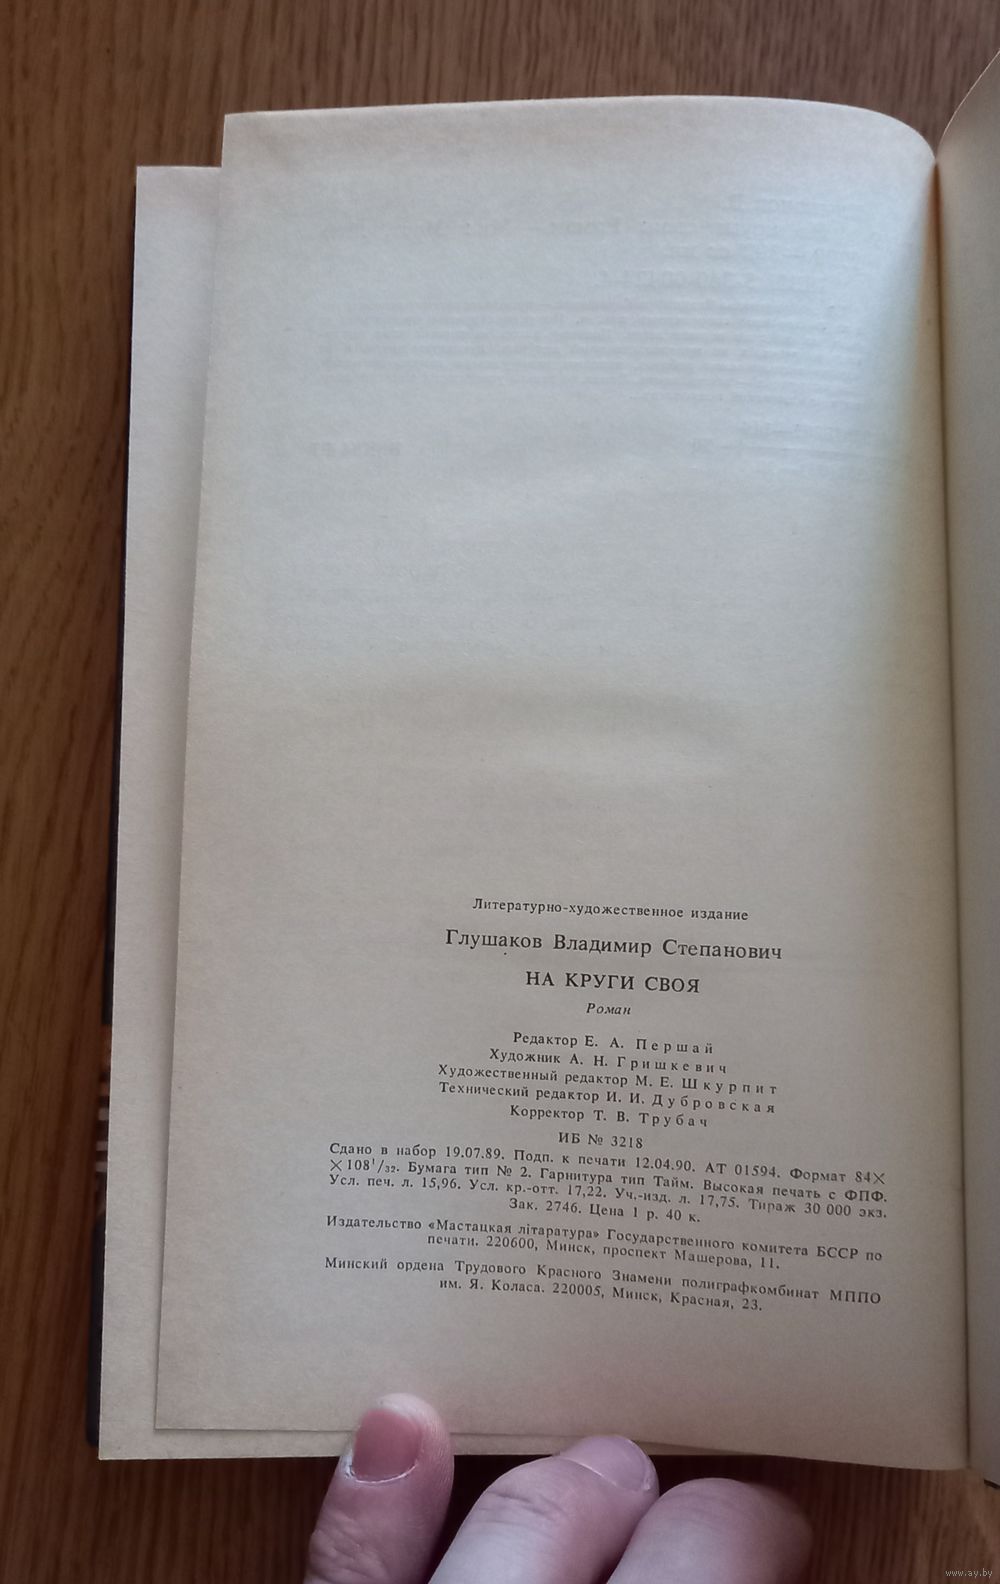 Литературно-художественное издание
Глушаков Владимир Степанович
НА КРУГИ СВОЯ
Роман
Редактор Е. А. Першай
Художник А. Н. Гришкевич
Художественный редактор М. Е. Шкурпит
Технический редактор И. И. Дубровская
Корректор Т. В. Трубач
ИБ № 3218
Сдано в набор 19.07.89. Подп. к печати 12.04.90. АТ 01594. Формат 84×
×108¹/₃₂. Бумага тип № 2. Гарнитура тип Тайм. Высокая печать с ФПФ.
Усл. печ. л. 15,96. Усл. кр.-отт. 17,22. Уч.-изд. л. 17,75. Тираж 30 000 экз.
Зак. 2746. Цена 1 р. 40 к.
Издательство «Мастацкая літаратура» Государственного комитета БССР по
печати. 220600, Минск, проспект Машерова, 11.
Минский ордена Трудового Красного Знамени полиграфкомбинат МППО
им. Я. Коласа. 220005, Минск, Красная, 23.
www.ay.by